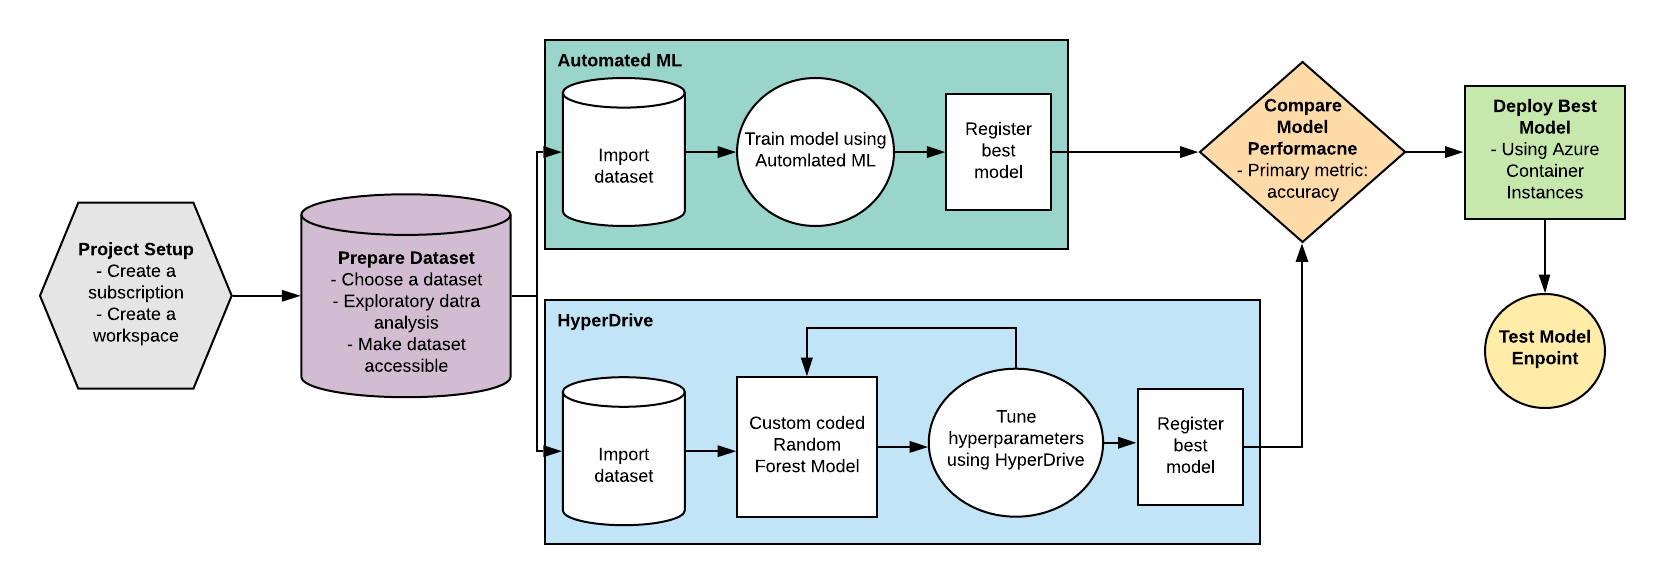 Project Setup
- Create a
subscription
- Create a
workspace
Prepare Dataset
- Choose a dataset
- Exploratory datra
analysis
- Make dataset
accessible
Automated ML
Import
dataset
Train model using
Automlated ML
Register
best
model
HyperDrive
Import
dataset
Custom coded
Random
Forest Model
Tune
hyperparameters
using HyperDrive
Register
best
model
Compare
Model
Performacne
- Primary metric:
accuracy
Deploy Best
Model
- Using Azure
Container
Instances
Test Model
Enpoint